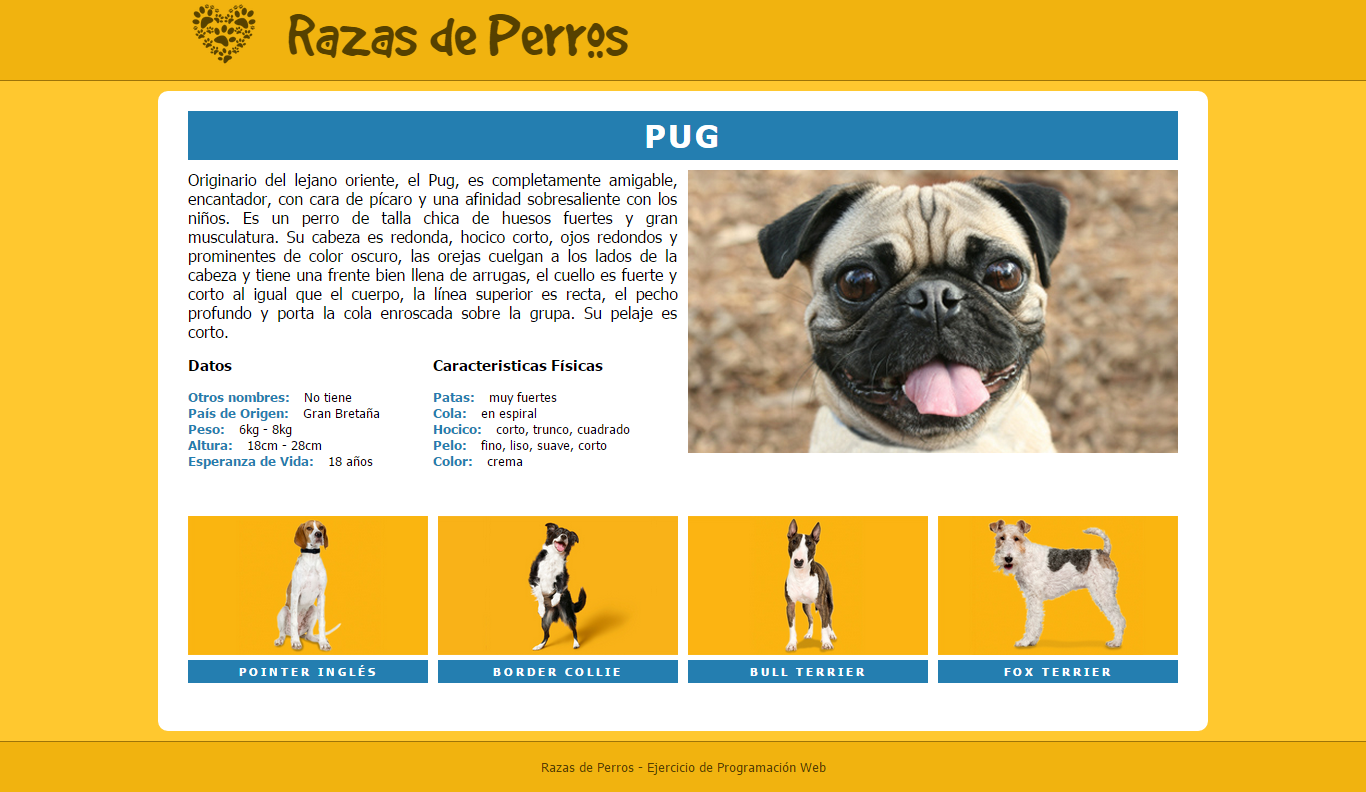 Razas de Perros
PUG
Originario del lejano oriente, el Pug, es completamente amigable,
encantador, con cara de pícaro y una afinidad sobresaliente con los
niños. Es un perro de talla chica de huesos fuertes y gran
musculatura. Su cabeza es redonda, hocico corto, ojos redondos y
prominentes de color oscuro, las orejas cuelgan a los lados de la
cabeza y tiene una frente bien llena de arrugas, el cuello es fuerte y
corto al igual que el cuerpo, la línea superior es recta, el pecho
profundo y porta la cola enroscada sobre la grupa. Su pelaje es
corto.
Datos
Otros nombres: No tiene
País de Origen: Gran Bretaña
Peso: 6kg - 8kg
Altura: 18cm - 28cm
Esperanza de Vida: 18 años
Caracteristicas Físicas
Patas: muy fuertes
Cola: en espiral
Hocico: corto, trunco, cuadrado
Pelo: fino, liso, suave, corto
Color: crema
POINTER INGLÉS
BORDER COLLIE
BULL TERRIER
FOX TERRIER
Razas de Perros - Ejercicio de Programación Web